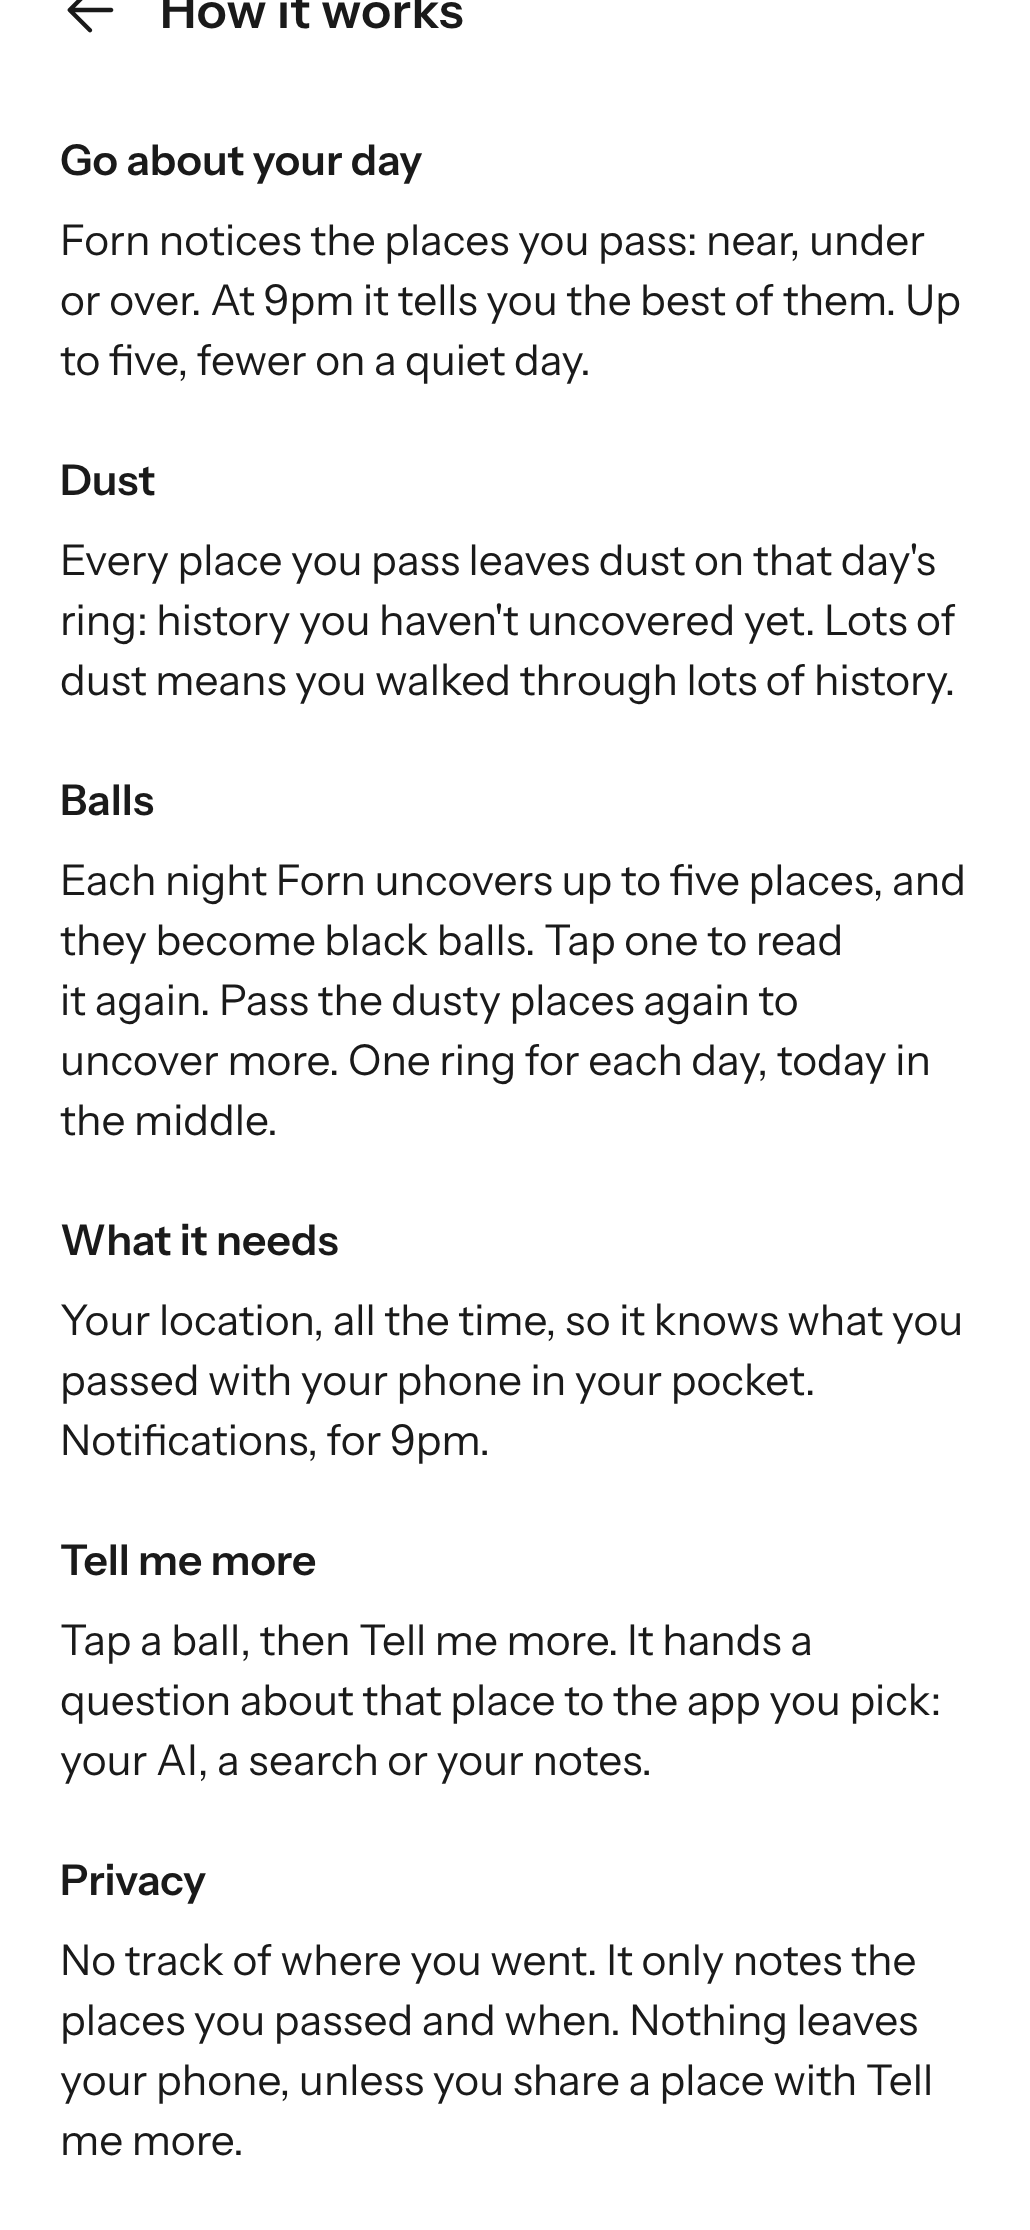 How it works
Go about your day
Forn notices the places you pass: near, under
or over. At 9pm it tells you the best of them. Up
to five, fewer on a quiet day.
Dust
Every place you pass leaves dust on that day's
ring: history you haven't uncovered yet. Lots of
dust means you walked through lots of history.
Balls
Each night Forn uncovers up to five places, and
they become black balls. Tap one to read
it again. Pass the dusty places again to
uncover more. One ring for each day, today in
the middle.
What it needs
Your location, all the time, so it knows what you
passed with your phone in your pocket.
Notifications, for 9pm.
Tell me more
Tap a ball, then Tell me more. It hands a
question about that place to the app you pick:
your AI, a search or your notes.
Privacy
No track of where you went. It only notes the
places you passed and when. Nothing leaves
your phone, unless you share a place with Tell
me more.